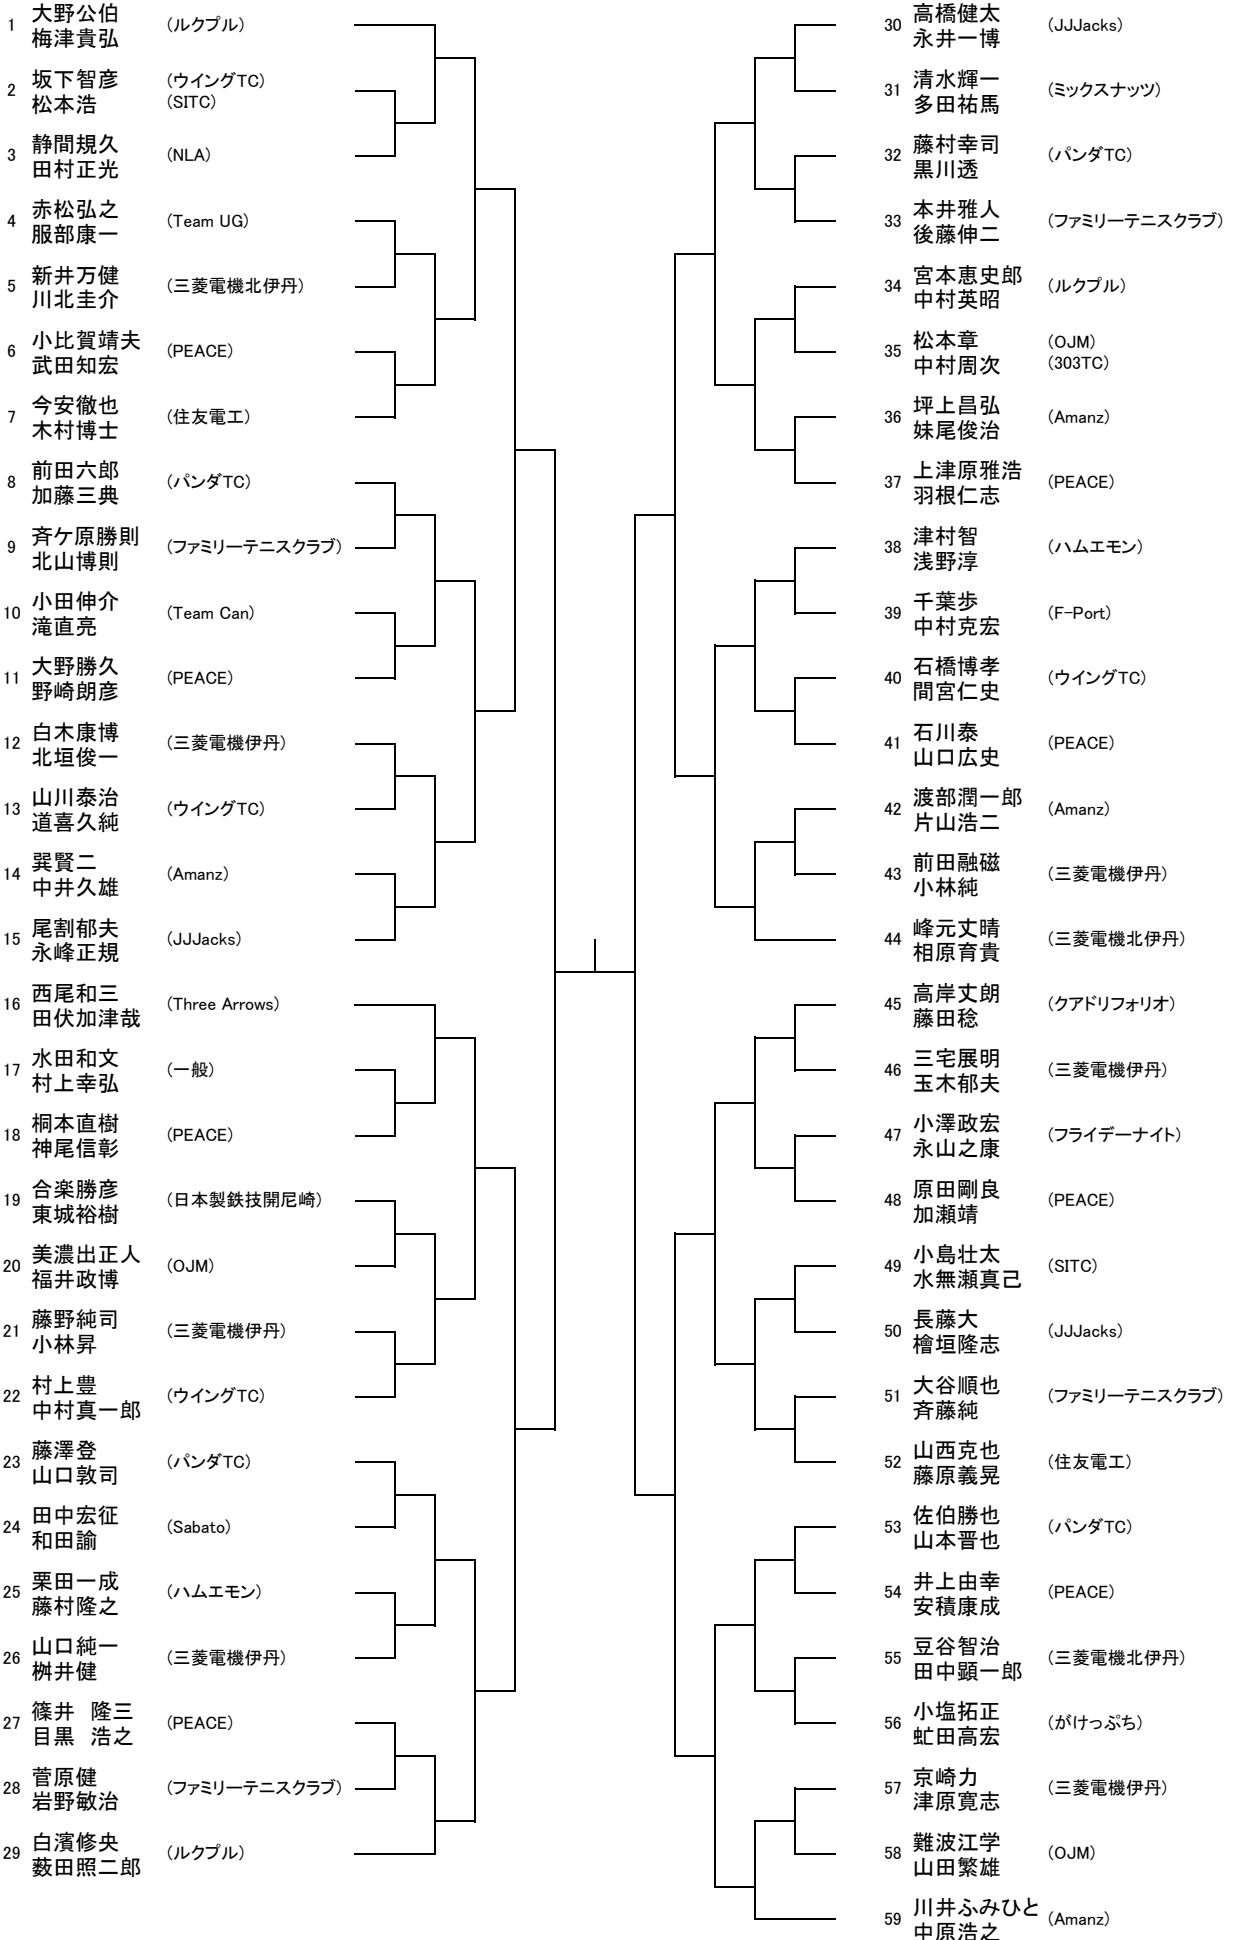 1 大野公伯 (ルクプル)
梅津貴弘
2 坂下智彦 (ウイングTC)
松本浩 (SITC)
3 静間規久 (NLA)
田村正光
4 赤松弘之 (Team UG)
服部康一
5 新井万健 (三菱電機北伊丹)
川北圭介
6 小比賀靖夫 (PEACE)
武田知宏
7 今安徹也 (住友電工)
木村博士
8 前田六郎 (パンダTC)
加藤三典
9 斉ケ原勝則 (ファミリーテニスクラブ)
北山博則
10 小田伸介 (Team Can)
滝直亮
11 大野勝久 (PEACE)
野崎朗彦
12 白木康博 (三菱電機伊丹)
北垣俊一
13 山川泰治 (ウイングTC)
道喜久純
14 巽賢二 (Amanz)
中井久雄
15 尾割郁夫 (JJJacks)
永峰正規
16 西尾和三 (Three Arrows)
田伏加津哉
17 水田和文 (一般)
村上幸弘
18 桐本直樹 (PEACE)
神尾信彰
19 合楽勝彦 (日本製鉄技開尼崎)
東城裕樹
20 美濃出正人 (OJM)
福井政博
21 藤野純司 (三菱電機伊丹)
小林昇
22 村上豊 (ウイングTC)
中村真一郎
23 藤澤登 (パンダTC)
山口敦司
24 田中宏征 (Sabato)
和田諭
25 栗田一成 (ハムエモン)
藤村隆之
26 山口純一 (三菱電機伊丹)
桝井健
27 篠井 隆三 (PEACE)
目黒 浩之
28 菅原健 (ファミリーテニスクラブ)
岩野敏治
29 白濱修央 (ルクプル)
薮田照二郎
30 高橋健太 (JJJacks)
永井一博
31 清水輝一 (ミックスナッツ)
多田祐馬
32 藤村幸司 (パンダTC)
黒川透
33 本井雅人 (ファミリーテニスクラブ)
後藤伸二
34 宮本恵史郎 (ルクプル)
中村英昭
35 松本章 (OJM)
中村周次 (303TC)
36 坪上昌弘 (Amanz)
妹尾俊治
37 上津原雅浩 (PEACE)
羽根仁志
38 津村智 (ハムエモン)
浅野淳
39 千葉歩 (F-Port)
中村克宏
40 石橋博孝 (ウイングTC)
間宮仁史
41 石川泰 (PEACE)
山口広史
42 渡部潤一郎 (Amanz)
片山浩二
43 前田融磁 (三菱電機伊丹)
小林純
44 峰元丈晴 (三菱電機北伊丹)
相原育貴
45 高岸丈朗 (クアドリフォリオ)
藤田稔
46 三宅展明 (三菱電機伊丹)
玉木郁夫
47 小澤政宏 (フライデーナイト)
永山之康
48 原田剛良 (PEACE)
加瀬靖
49 小島壮太 (SITC)
水無瀬真己
50 長藤大 (JJJacks)
檜垣隆志
51 大谷順也 (ファミリーテニスクラブ)
斉藤純
52 山西克也 (住友電工)
藤原義晃
53 佐伯勝也 (パンダTC)
山本晋也
54 井上由幸 (PEACE)
安積康成
55 豆谷智治 (三菱電機北伊丹)
田中顕一郎
56 小塩拓正 (がけっぷち)
虻田高宏
57 京崎力 (三菱電機伊丹)
津原寛志
58 難波江学 (OJM)
山田繁雄
59 川井ふみひと (Amanz)
中原浩之